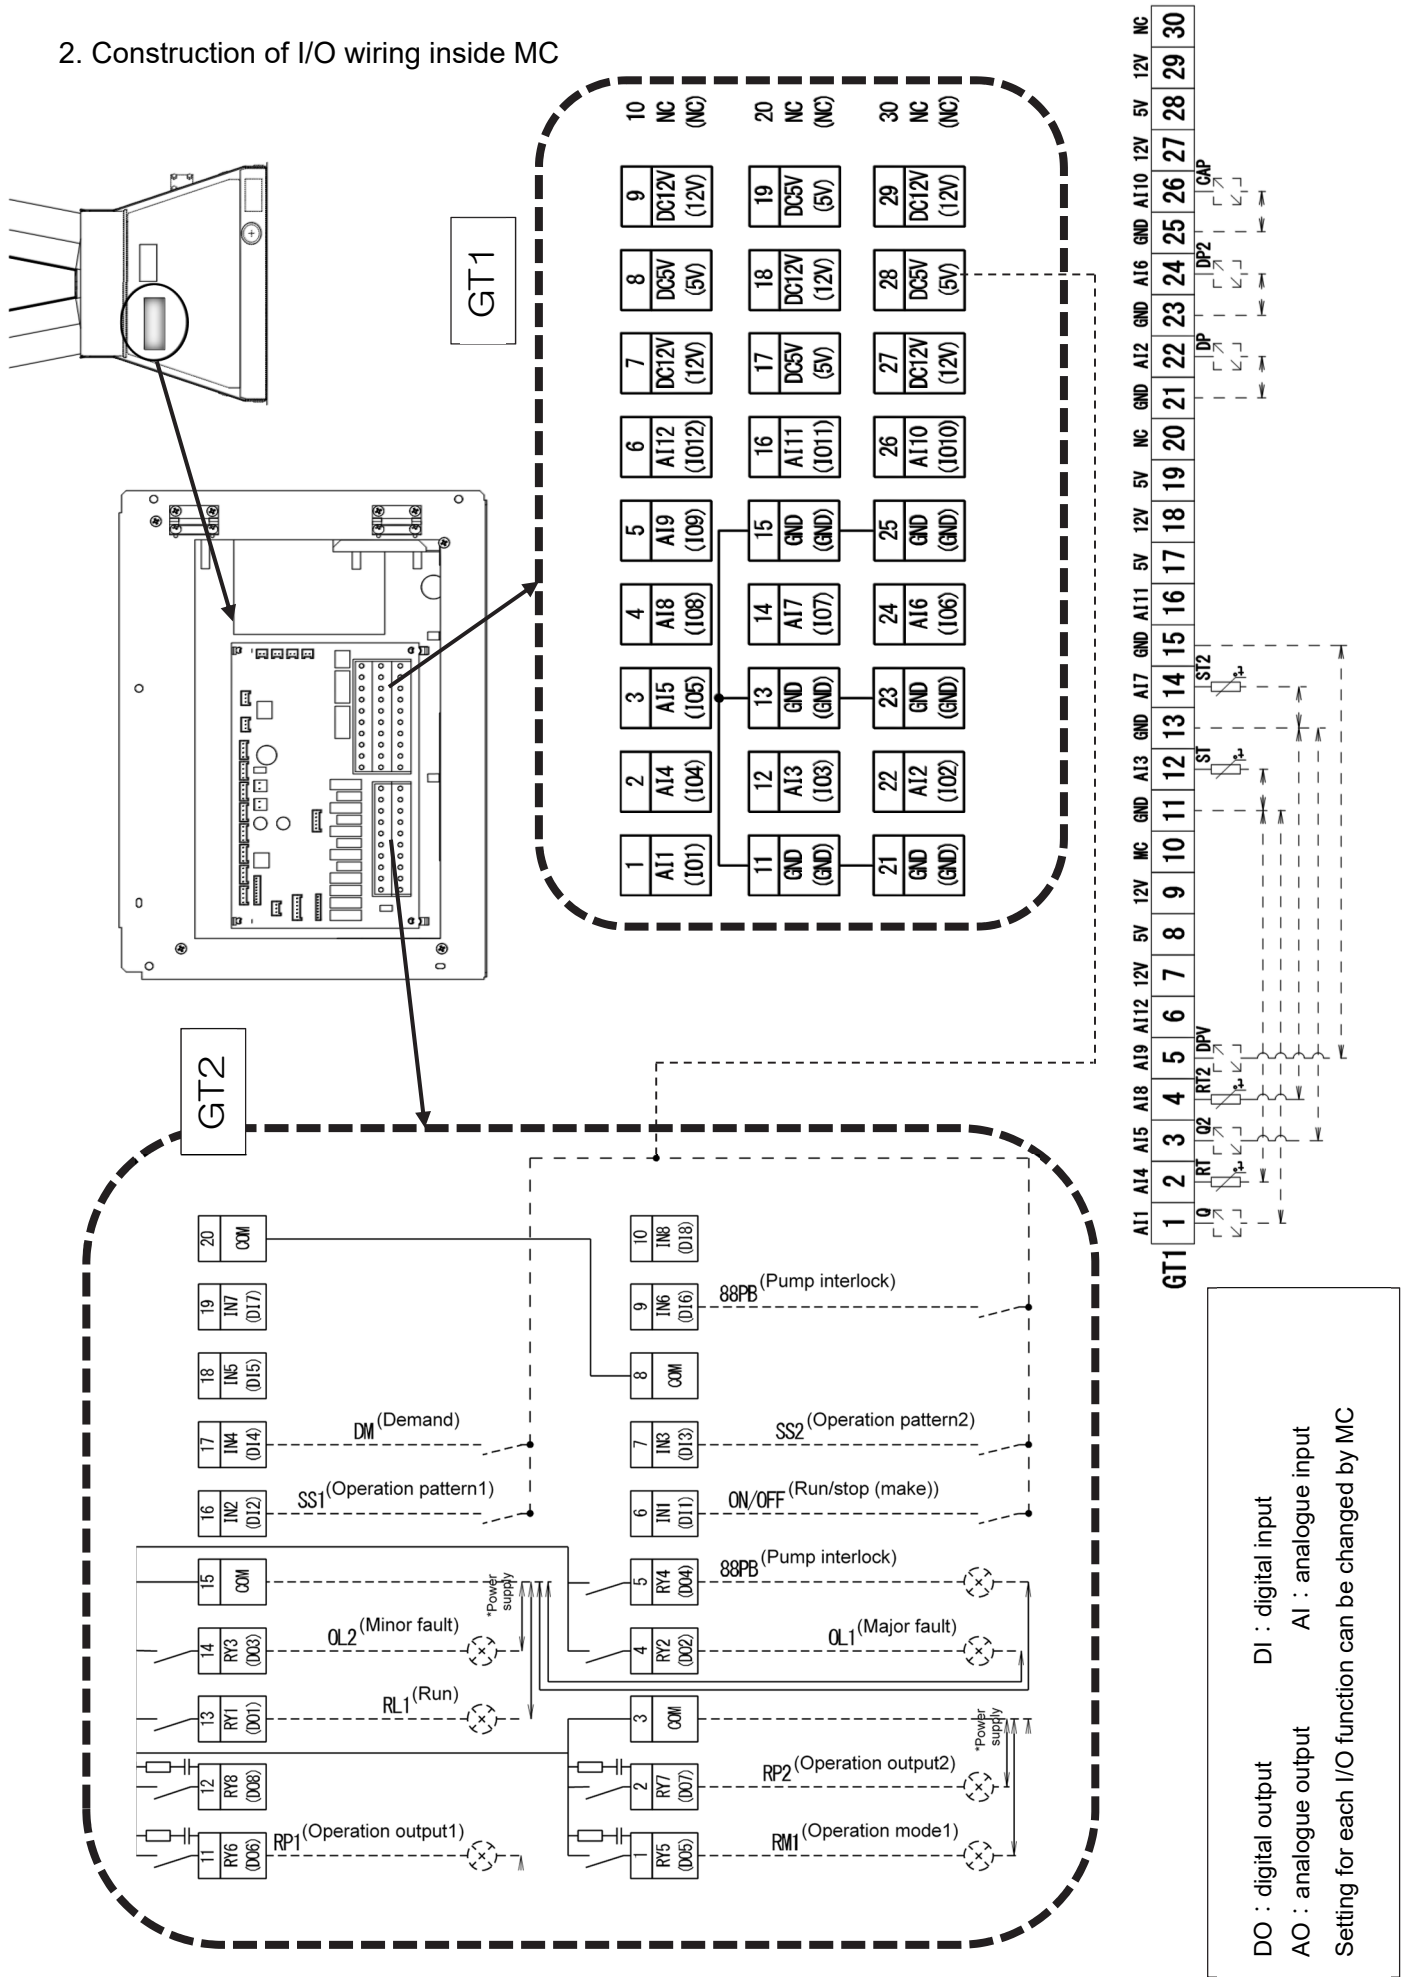 2. Construction of I/O wiring inside MC
GT1
1 AI1 (IO1)
2 AI4 (IO4)
3 AI5 (IO5)
4 AI8 (IO8)
5 AI9 (IO9)
6 AI12 (IO12)
7 DC12V (12V)
8 DC5V (5V)
9 DC12V (12V)
10 NC (NC)
11 GND (GND)
12 AI3 (IO3)
13 GND (GND)
14 AI7 (IO7)
15 GND (GND)
16 AI11 (IO11)
17 DC5V (5V)
18 DC12V (12V)
19 DC5V (5V)
20 NC (NC)
21 GND (GND)
22 AI2 (IO2)
23 GND (GND)
24 AI6 (IO6)
25 GND (GND)
26 AI10 (IO10)
27 DC12V (12V)
28 DC5V (5V)
29 DC12V (12V)
30 NC (NC)
GT2
11 RY6 (DO6) RP1 (Operation output1)
12 RY8 (DO8)
13 RY1 (DO1) RL1 (Run)
14 RY3 (DO3) OL2 (Minor fault)
15 COM
*Power supply
16 IN2 (DI2) SS1 (Operation pattern1)
17 IN4 (DI4) DM (Demand)
18 IN5 (DI5)
19 IN7 (DI7)
20 COM
1 RY5 (DO5) RM1 (Operation mode1)
2 RY7 (DO7) RP2 (Operation output2)
3 COM
*Power supply
4 RY2 (DO2) OL1 (Major fault)
5 RY4 (DO4) 88PB (Pump interlock)
6 IN1 (DI1) ON/OFF (Run/stop (make))
7 IN3 (DI3) SS2 (Operation pattern2)
8 COM
9 IN6 (DI6) 88PB (Pump interlock)
10 IN8 (DI8)
GT1
AI1 1 Q
AI4 2 RT
AI5 3 Q2
AI8 4 RT2
AI9 5 DPV
AI12 6
12V 7
5V 8
12V 9
MC 10
GND 11
AI3 12 ST
GND 13
AI7 14 ST2
GND 15
AI11 16
5V 17
12V 18
5V 19
NC 20
GND 21
AI2 22 DP
GND 23
AI6 24 DP2
GND 25
AI10 26 CAP
12V 27
5V 28
12V 29
NC 30
t°
t°
t°
t°
DO : digital output DI : digital input
AO : analogue output AI : analogue input
Setting for each I/O function can be changed by MC